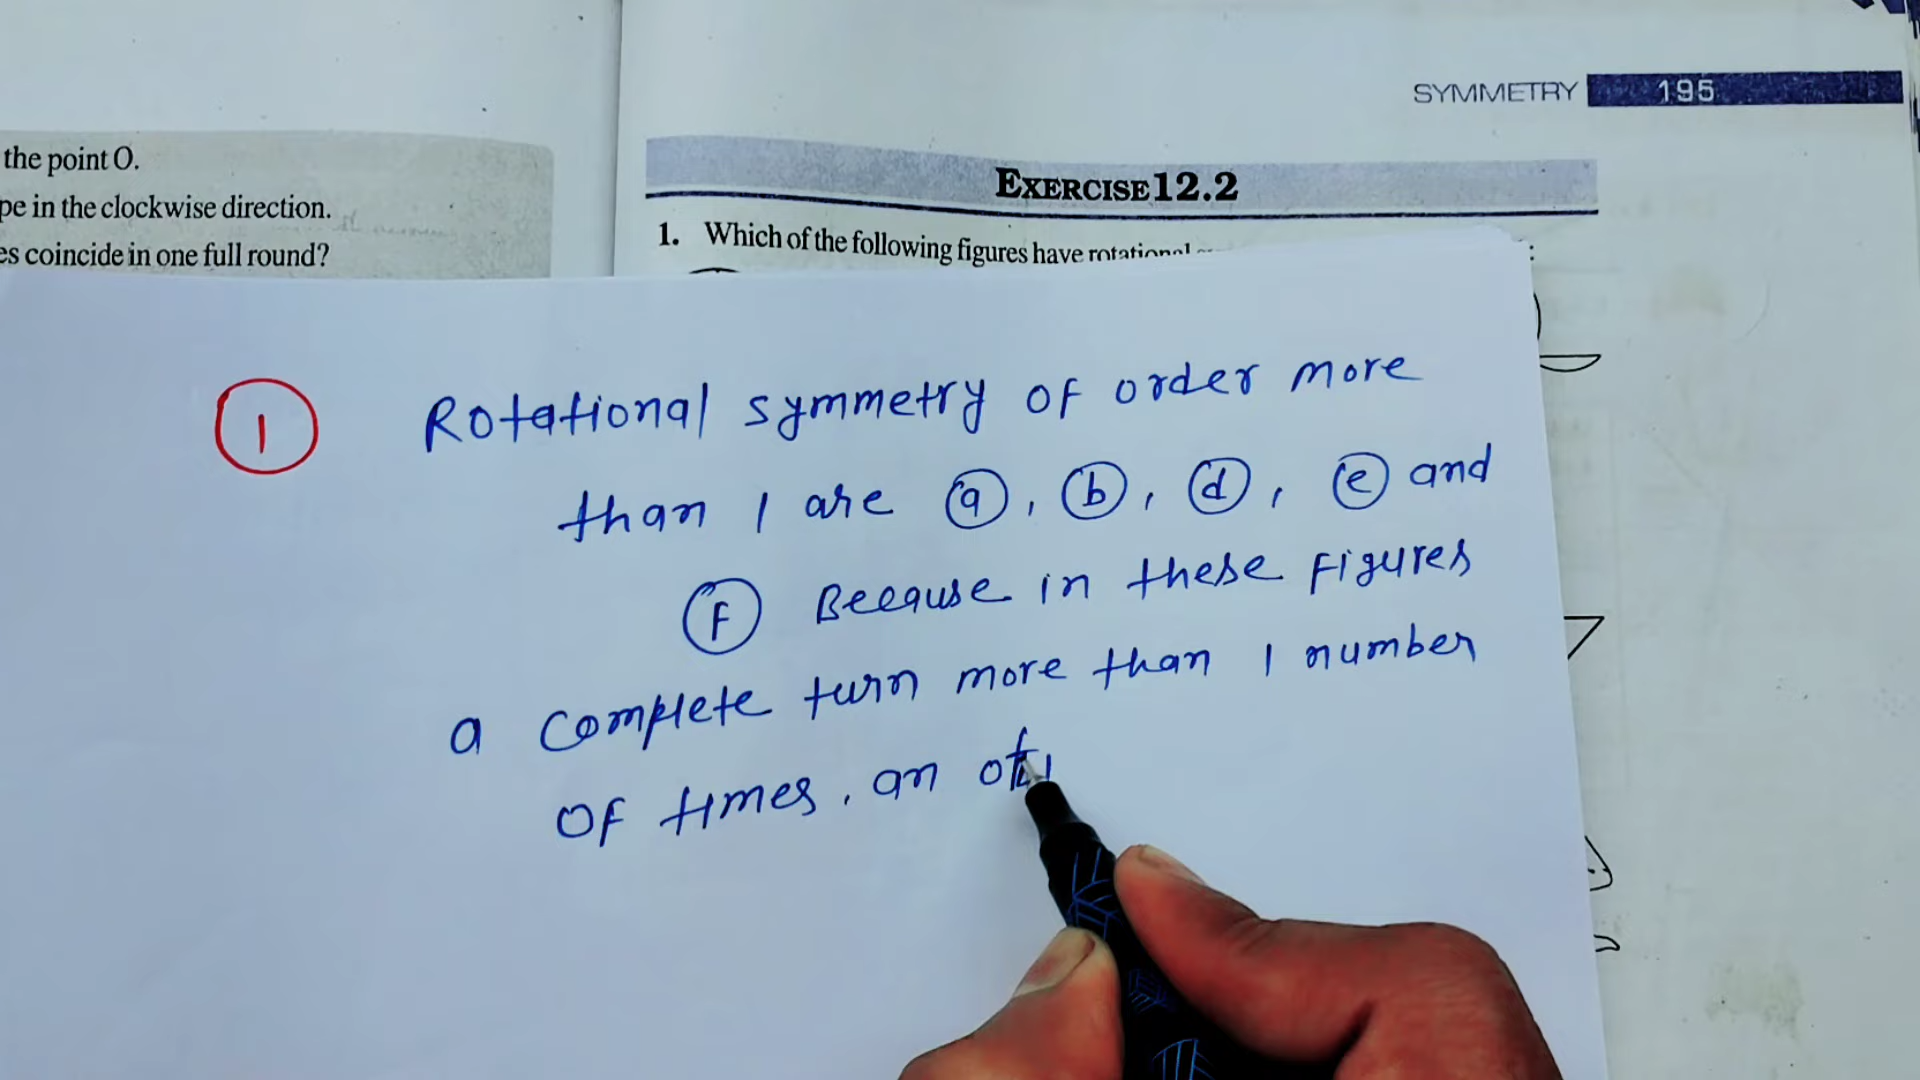 SYMMETRY 195
the point O.
pe in the clockwise direction.
es coincide in one full round?
EXERCISE 12.2
1. Which of the following figures have rotational
1
Rotational symmetry of order more
than 1 are a, b, d, e and
F Because in these figures
a complete turn more than 1 number
of times. an